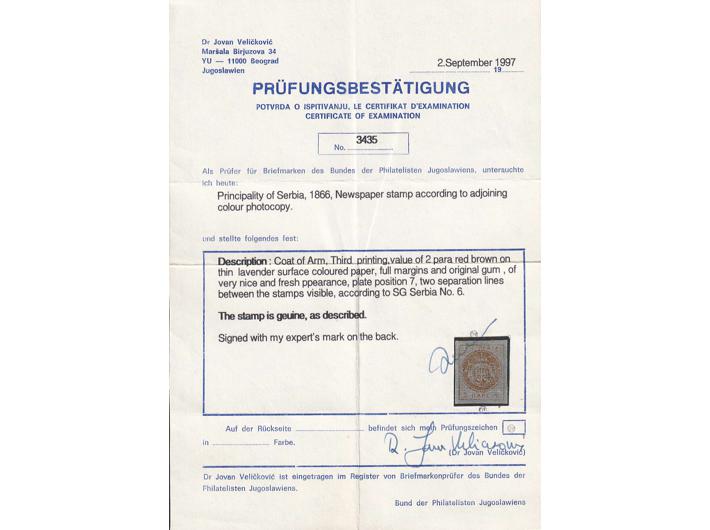 Dr Jovan Veličković
Maršala Birjuzova 34
YU — 11000 Beograd
Jugoslawien
2.September 1997
19
PRÜFUNGSBESTÄTIGUNG
POTVRDA O ISPITIVANJU, LE CERTIFIKAT D'EXAMINATION
CERTIFICATE OF EXAMINATION
No. 3435
Als Prüfer für Briefmarken des Bundes der Philatelisten Jugoslawiens, untersuchte
ich heute:
Principality of Serbia, 1866, Newspaper stamp according to adjoining
colour photocopy.
und stellte folgendes fest:
Description : Coat of Arm, Third printing,value of 2 para red brown on
thin lavender surface coloured paper, full margins and original gum , of
very nice and fresh ppearance, plate position 7, two separation lines
between the stamps visible, according to SG Serbia No. 6.
The stamp is geuine, as described.
Signed with my expert's mark on the back.
Auf der Rückseite befindet sich mein Prüfungszeichen
in Farbe.
(Dr Jovan Veličković)
Dr Jovan Veličković ist eingetragen im Register von Briefmarkenprüfer des Bundes der
Philatelisten Jugoslawiens.
Bund der Philatelisten Jugoslawiens